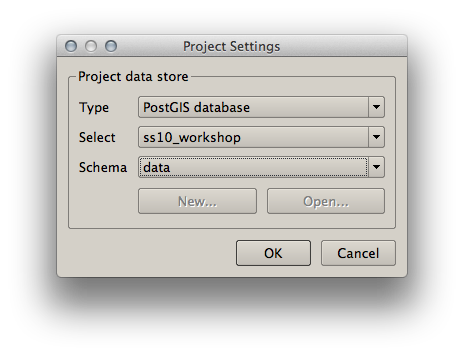 Project Settings
Project data store
Type PostGIS database
Select ss10_workshop
Schema data
New... Open...
OK Cancel